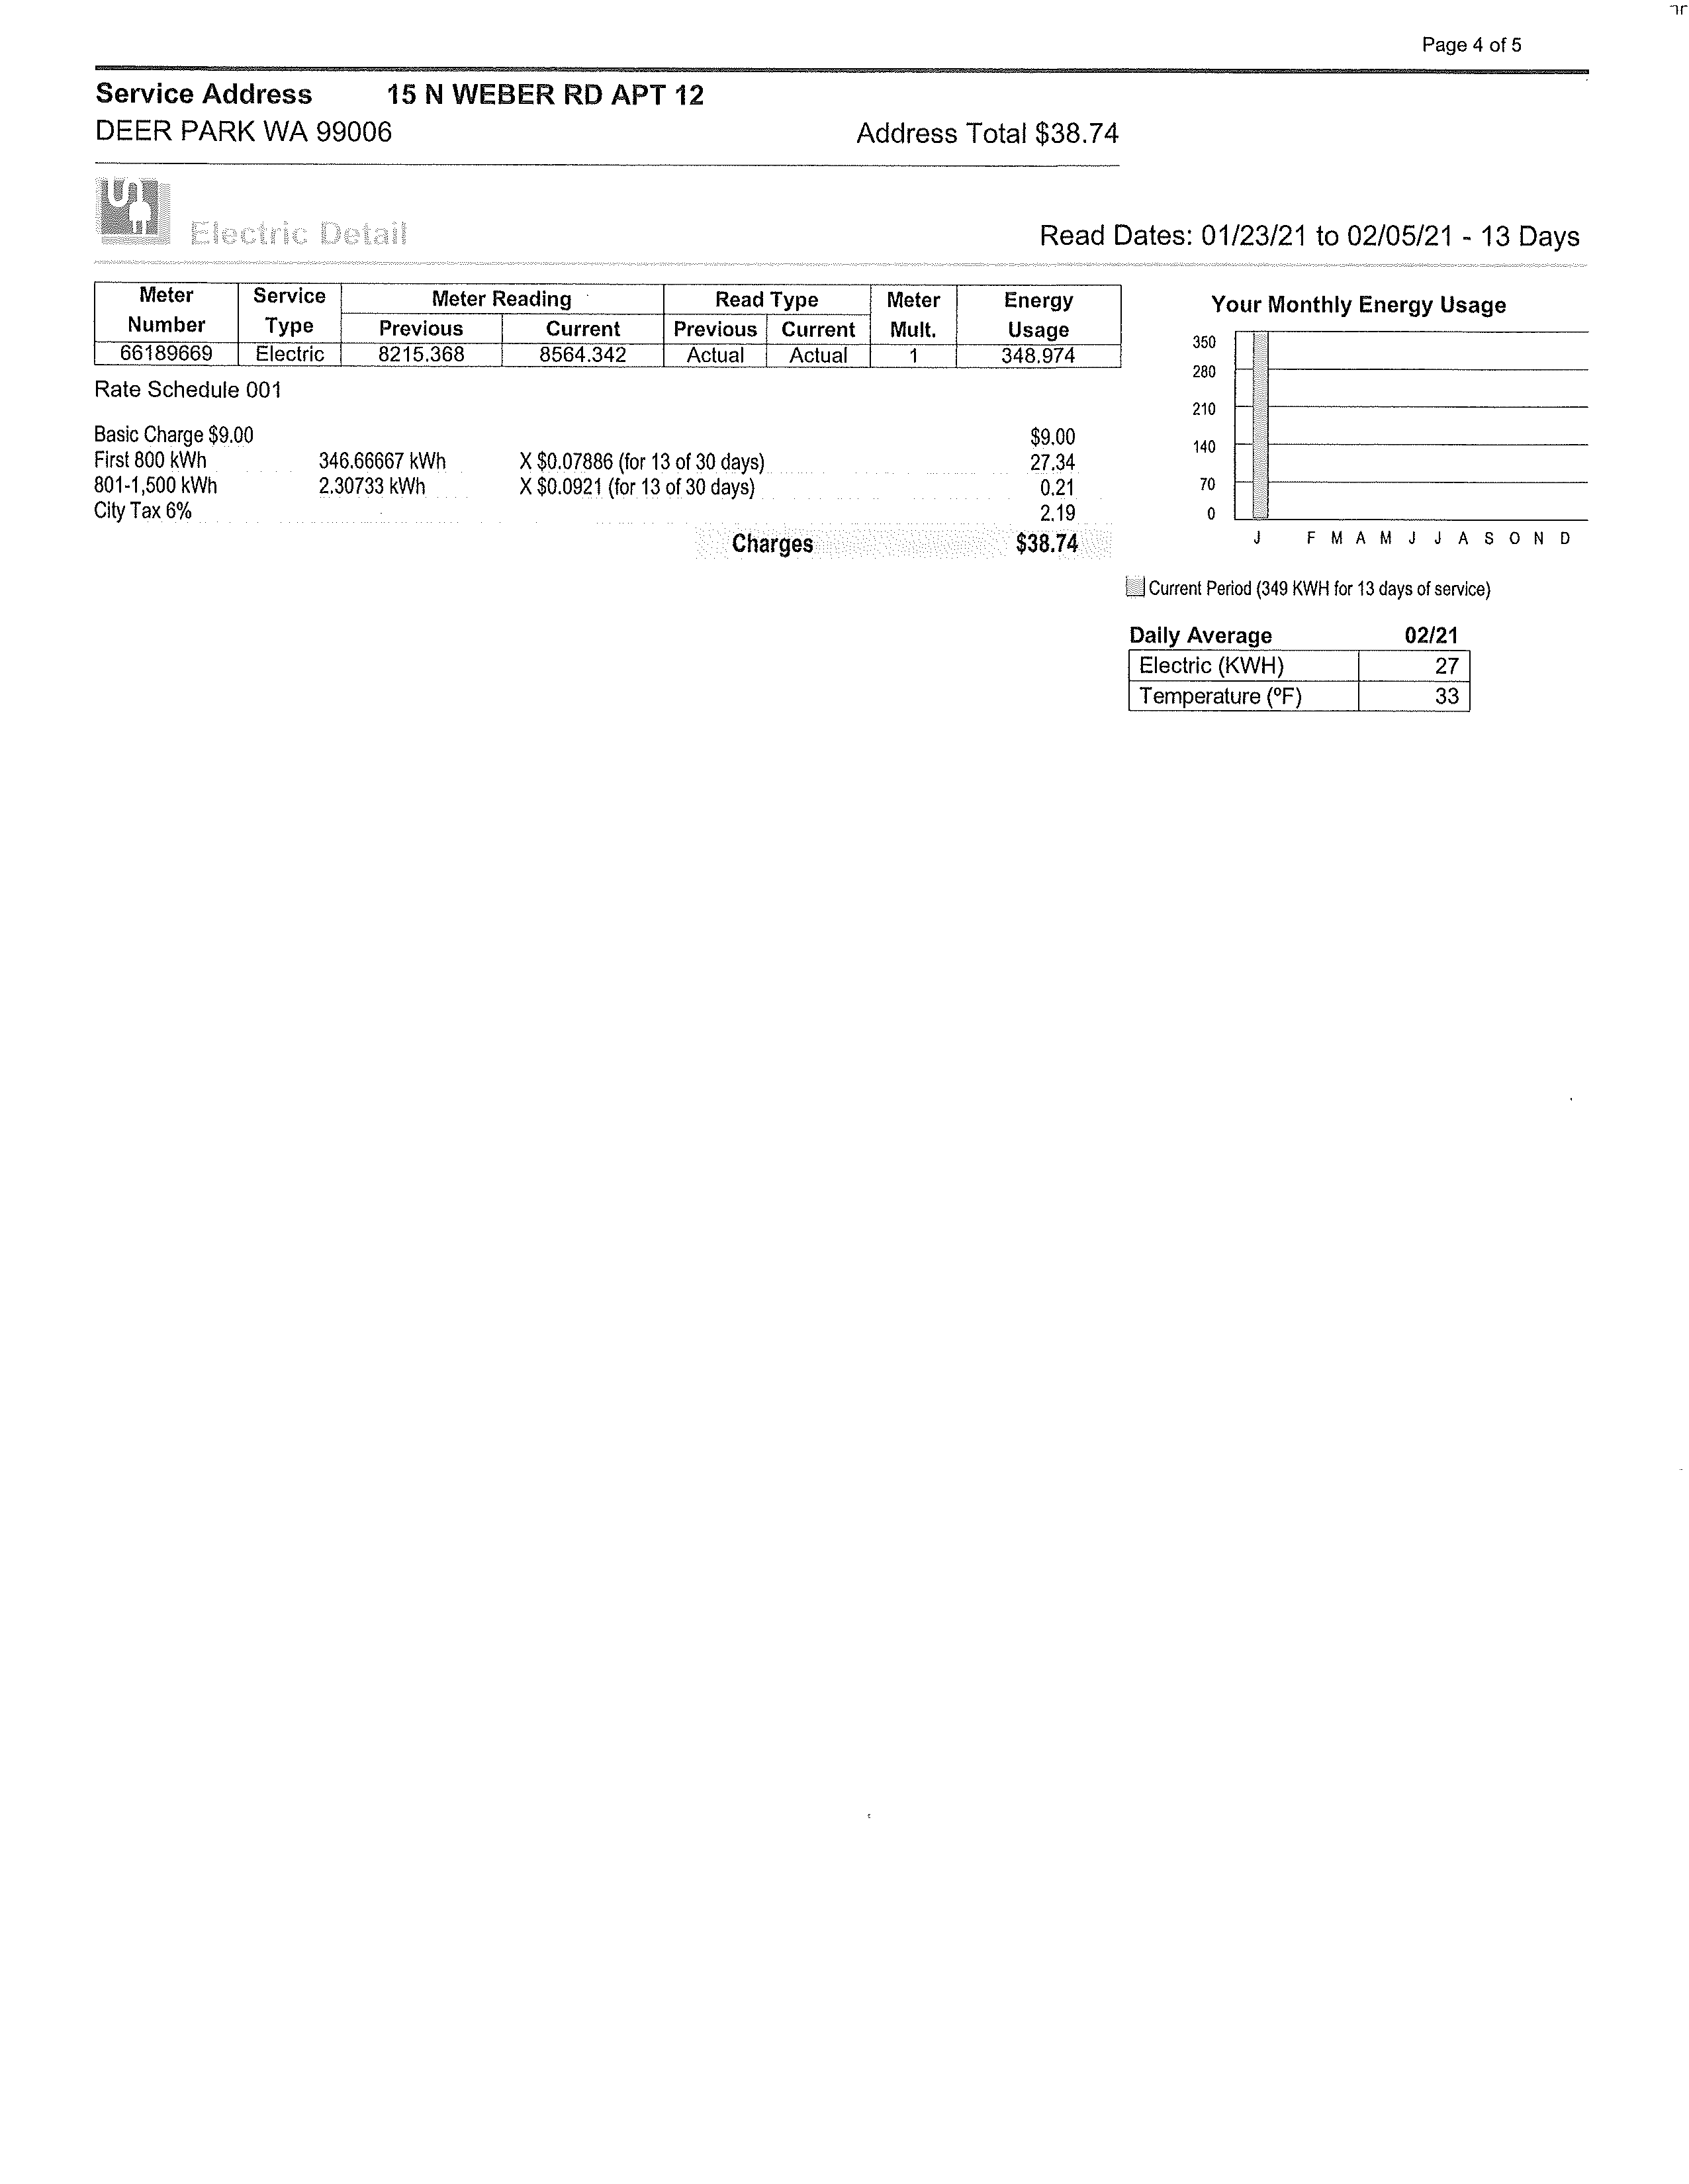 Page 4 of 5
Service Address 15 N WEBER RD APT 12
DEER PARK WA 99006 Address Total $38.74
Electric Detail Read Dates: 01/23/21 to 02/05/21 - 13 Days
Meter Number Service Type Meter Reading Read Type Meter Mult. Energy Usage
Previous Current Previous Current
66189669 Electric 8215.368 8564.342 Actual Actual 1 348.974
Rate Schedule 001
Basic Charge $9.00 $9.00
First 800 kWh 346.66667 kWh X $0.07886 (for 13 of 30 days) 27.34
801-1,500 kWh 2.30733 kWh X $0.0921 (for 13 of 30 days) 0.21
City Tax 6% 2.19
Charges $38.74
Your Monthly Energy Usage
350
280
210
140
70
0
J F M A M J J A S O N D
Current Period (349 KWH for 13 days of service)
Daily Average 02/21
Electric (KWH) 27
Temperature (ºF) 33